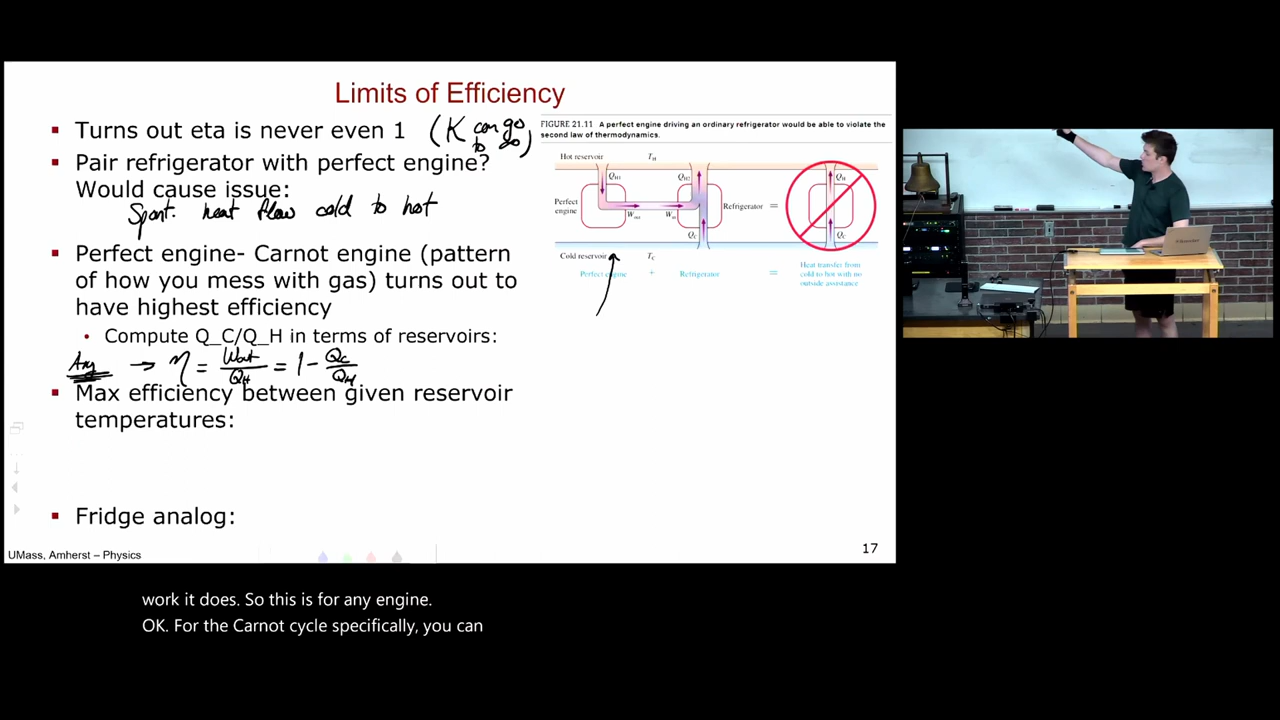 Limits of Efficiency
▪ Turns out eta is never even 1 (K can go to ∞)
▪ Pair refrigerator with perfect engine?
Would cause issue:
Spont. heat flow cold to hot
▪ Perfect engine- Carnot engine (pattern
of how you mess with gas) turns out to
have highest efficiency
• Compute Q_C/Q_H in terms of reservoirs:
Any → η = Wout/QH = 1 - QC/QH
▪ Max efficiency between given reservoir
temperatures:
▪ Fridge analog:
UMass, Amherst – Physics
17
FIGURE 21.11 A perfect engine driving an ordinary refrigerator would be able to violate the
second law of thermodynamics.
Hot reservoir TH
QH1 QH2 QH
Perfect
engine
Wout Win
Refrigerator =
QC QC
Cold reservoir TC
Perfect engine + Refrigerator = Heat transfer from
cold to hot with no
outside assistance
work it does. So this is for any engine.
OK. For the Carnot cycle specifically, you can